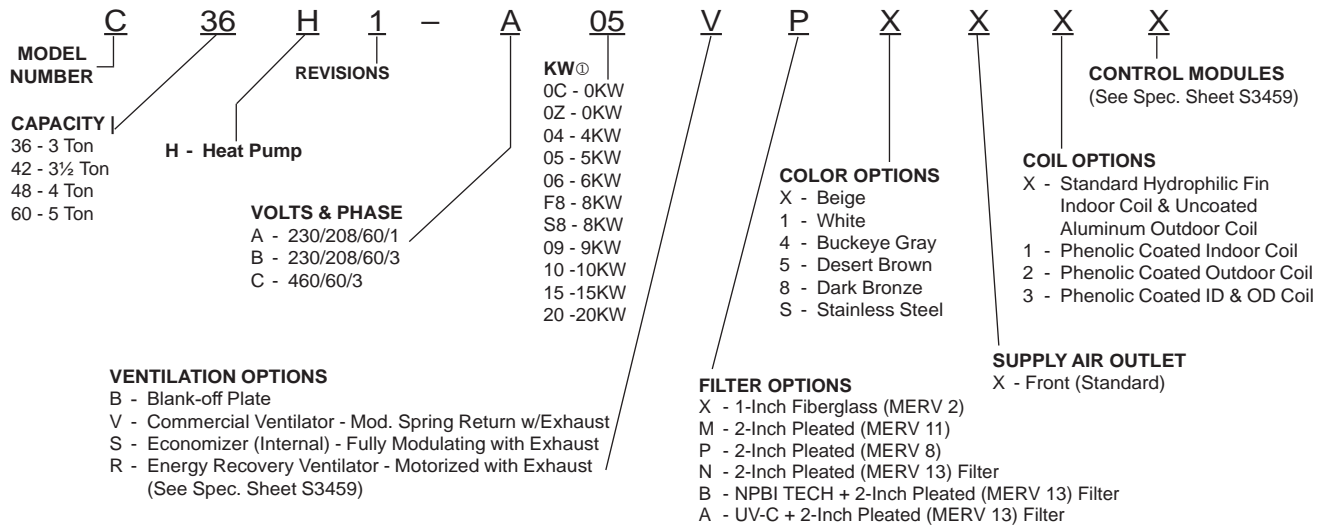 C 36 H 1 – A 05 V P X X X X
MODEL
NUMBER
REVISIONS
KW①
0C - 0KW
0Z - 0KW
04 - 4KW
05 - 5KW
06 - 6KW
F8 - 8KW
S8 - 8KW
09 - 9KW
10 -10KW
15 -15KW
20 -20KW
CONTROL MODULES
(See Spec. Sheet S3459)
CAPACITY
36 - 3 Ton
42 - 3½ Ton
48 - 4 Ton
60 - 5 Ton
H - Heat Pump
VOLTS & PHASE
A - 230/208/60/1
B - 230/208/60/3
C - 460/60/3
COLOR OPTIONS
X - Beige
1 - White
4 - Buckeye Gray
5 - Desert Brown
8 - Dark Bronze
S - Stainless Steel
COIL OPTIONS
X - Standard Hydrophilic Fin
Indoor Coil & Uncoated
Aluminum Outdoor Coil
1 - Phenolic Coated Indoor Coil
2 - Phenolic Coated Outdoor Coil
3 - Phenolic Coated ID & OD Coil
SUPPLY AIR OUTLET
X - Front (Standard)
VENTILATION OPTIONS
B - Blank-off Plate
V - Commercial Ventilator - Mod. Spring Return w/Exhaust
S - Economizer (Internal) - Fully Modulating with Exhaust
R - Energy Recovery Ventilator - Motorized with Exhaust
(See Spec. Sheet S3459)
FILTER OPTIONS
X - 1-Inch Fiberglass (MERV 2)
M - 2-Inch Pleated (MERV 11)
P - 2-Inch Pleated (MERV 8)
N - 2-Inch Pleated (MERV 13) Filter
B - NPBI TECH + 2-Inch Pleated (MERV 13) Filter
A - UV-C + 2-Inch Pleated (MERV 13) Filter